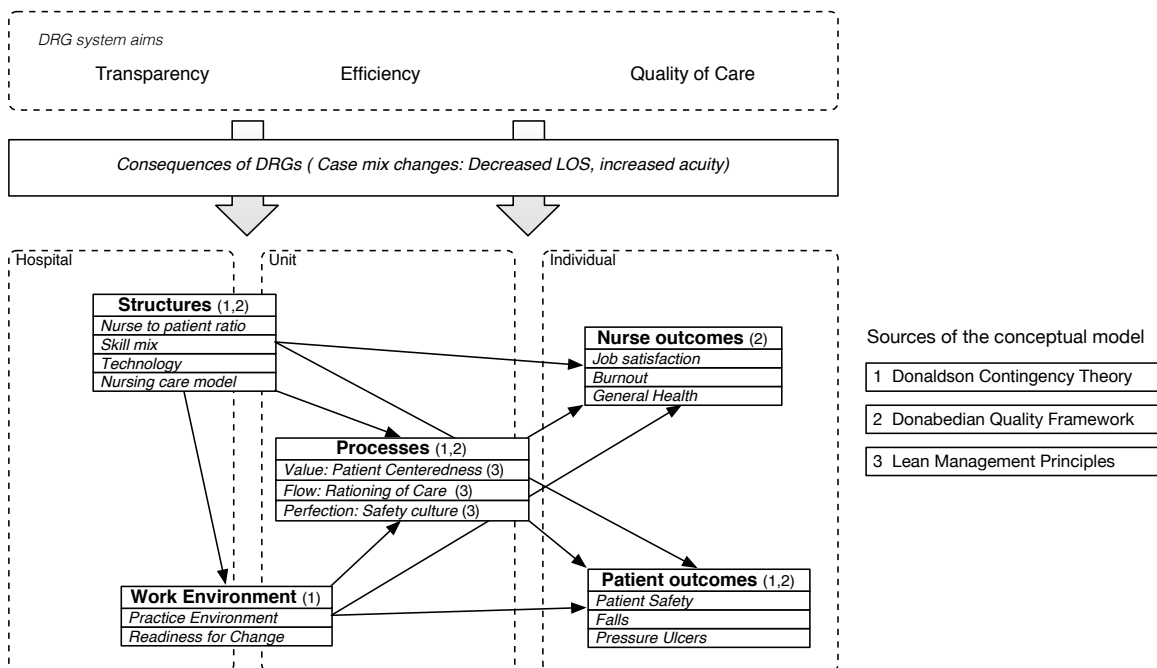 DRG system aims
Transparency
Efficiency
Quality of Care
Consequences of DRGs ( Case mix changes: Decreased LOS, increased acuity)
Hospital
Unit
Individual
Structures (1,2)
Nurse to patient ratio
Skill mix
Technology
Nursing care model
Nurse outcomes (2)
Job satisfaction
Burnout
General Health
Processes (1,2)
Value: Patient Centeredness (3)
Flow: Rationing of Care (3)
Perfection: Safety culture (3)
Work Environment (1)
Practice Environment
Readiness for Change
Patient outcomes (1,2)
Patient Safety
Falls
Pressure Ulcers
Sources of the conceptual model
1 Donaldson Contingency Theory
2 Donabedian Quality Framework
3 Lean Management Principles